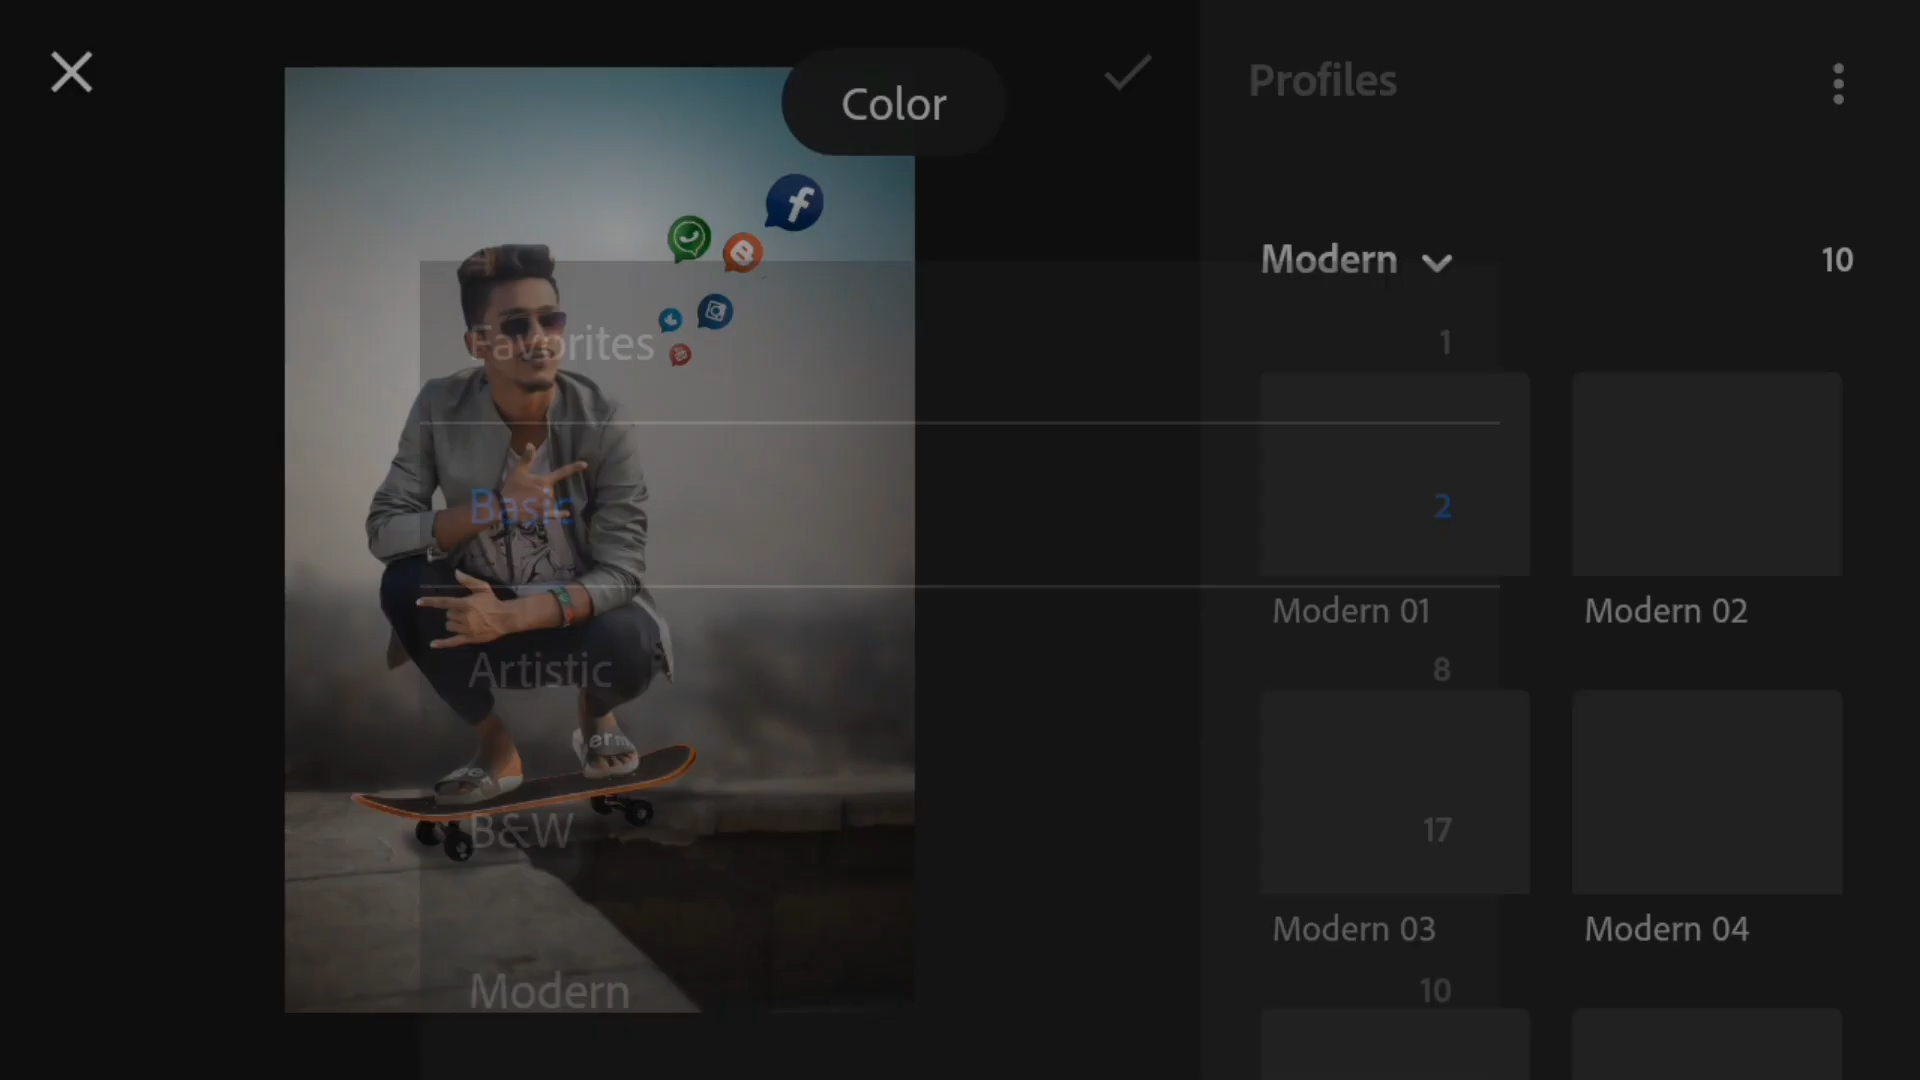 Color
Profiles
Modern
10
Favorites
1
Basic
2
Modern 01
Modern 02
Artistic
8
B&W
17
Modern 03
Modern 04
Modern
10